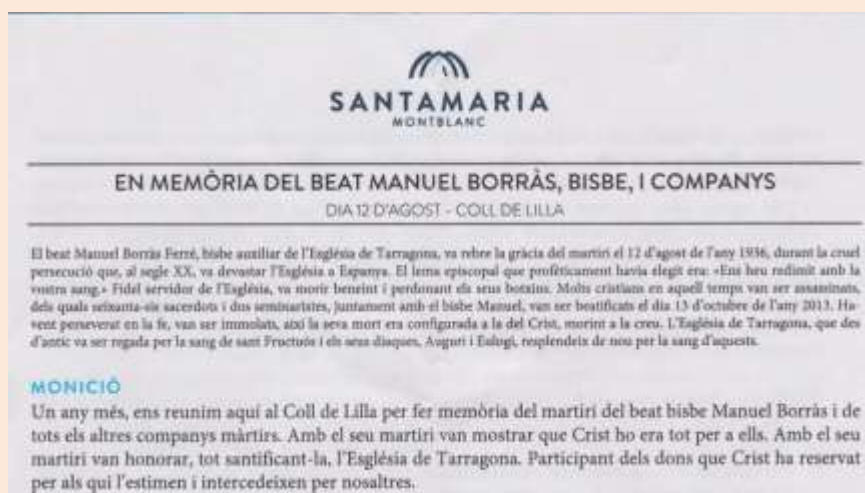 SANTAMARIA
MONTBLANC
EN MEMÒRIA DEL BEAT MANUEL BORRÀS, BISBE, I COMPANYS
DIA 12 D'AGOST - COLL DE LILLA
El beat Manuel Borràs Ferré, bisbe auxiliar de l'Església de Tarragona, va rebre la gràcia del martiri el 12 d'agost de l'any 1936, durant la cruel
persecució que, al segle XX, va devastar l'Església a Espanya. El lema episcopal que profèticament havia elegit era: «Ens heu redimit amb la
vostra sang.» Fidel servidor de l'Església, va morir beneint i perdonant els seus botxins. Molts cristians en aquell temps van ser assassinats,
dels quals seixanta-sis sacerdots i dos seminaristes, juntament amb el bisbe Manuel, van ser beatificats el dia 13 d'octubre de l'any 2013. Ha-
vent perseverat en la fe, van ser immolats, així la seva mort era configurada a la del Crist, morint a la creu. L'Església de Tarragona, que des
d'antic va ser regada per la sang de sant Fructuós i els seus diaques, Auguri i Eulogi, resplendeix de nou per la sang d'aquests.
MONICIÓ
Un any més, ens reunim aquí al Coll de Lilla per fer memòria del martiri del beat bisbe Manuel Borràs i de
tots els altres companys màrtirs. Amb el seu martiri van mostrar que Crist ho era tot per a ells. Amb el seu
martiri van honorar, tot santificant-la, l'Església de Tarragona. Participant dels dons que Crist ha reservat
per als qui l'estimen i intercedeixen per nosaltres.